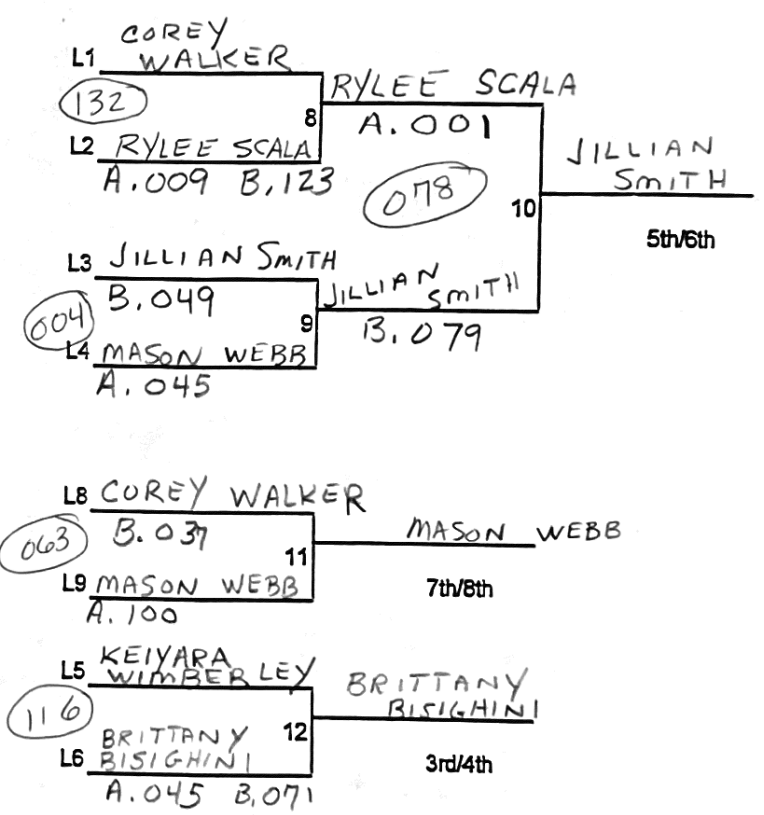 COREY
L1 WALKER
132
8
RYLEE SCALA
A.001
L2 RYLEE SCALA
A.009 B.123
078
10
JILLIAN
SMITH
5th/6th
L3 JILLIAN SMITH
B.049
004
9
JILLIAN
SMITH
B.079
L4 MASON WEBB
A.045
L8 COREY WALKER
B.037
063
11
MASON WEBB
7th/8th
L9 MASON WEBB
A.100
KEIYARA
L5 WIMBERLEY
116
12
BRITTANY
BISIGHINI
3rd/4th
BRITTANY
L6 BISIGHINI
A.045 B.071